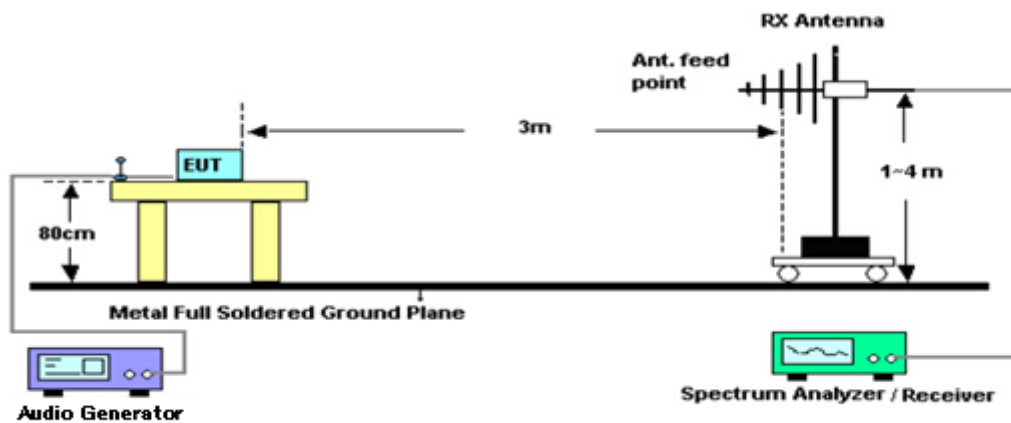 RX Antenna
Ant. feed
point
3m
EUT
1~4 m
80cm
Metal Full Soldered Ground Plane
Audio Generator
Spectrum Analyzer / Receiver